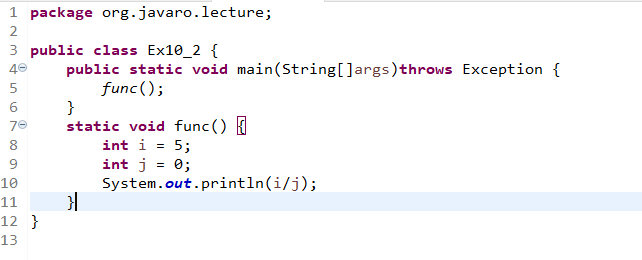 1 package org.javaro.lecture;
2
3 public class Ex10_2 {
4 public static void main(String[]args)throws Exception {
5 func();
6 }
7 static void func() {
8 int i = 5;
9 int j = 0;
10 System.out.println(i/j);
11 }
12 }
13